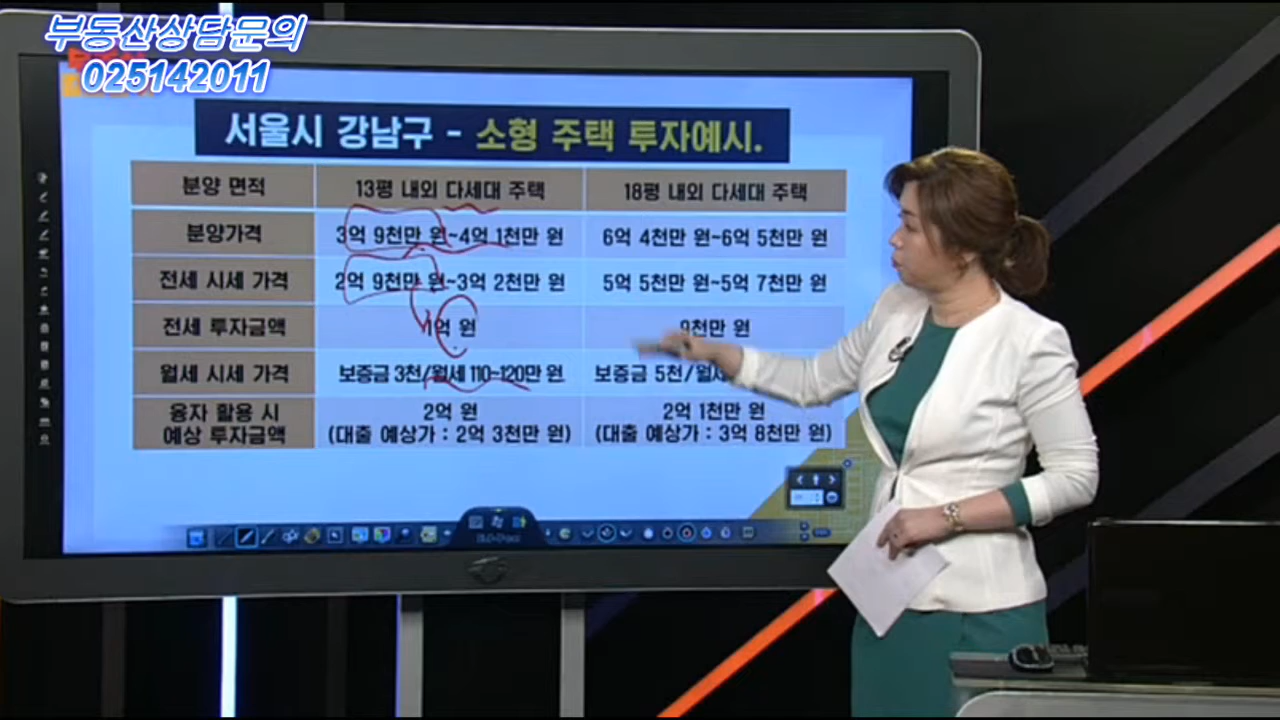 부동산상담문의
025142011
서울시 강남구 - 소형 주택 투자예시.
분양 면적 13평 내외 다세대 주택 18평 내외 다세대 주택
분양가격 3억 9천만 원~4억 1천만 원 6억 4천만 원~6억 5천만 원
전세 시세 가격 2억 9천만 원~3억 2천만 원 5억 5천만 원~5억 7천만 원
전세 투자금액 1억 원 9천만 원
월세 시세 가격 보증금 3천/월세 110~120만 원 보증금 5천/월세
융자 활용 시 2억 원 2억 1천만 원
예상 투자금액 (대출 예상가 : 2억 3천만 원) (대출 예상가 : 3억 8천만 원)